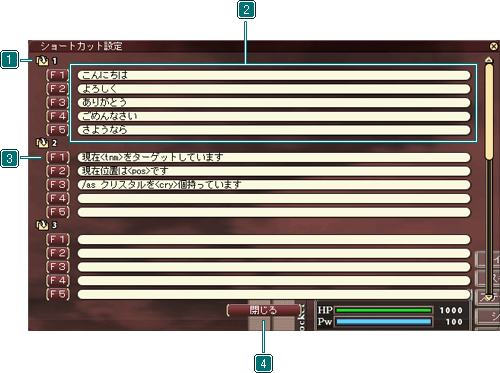 2
ショートカット設定
1
1
F1 こんにちは
F2 よろしく
F3 ありがとう
F4 ごめんなさい
F5 さようなら
2
3
F1 現在<tnm>をターゲットしています
F2 現在位置は<pos>です
F3 /as クリスタルを<cry>個持っています
F4
F5
3
F1
F2
F3
F4
F5
閉じる
HP 1000
Pw 100
4